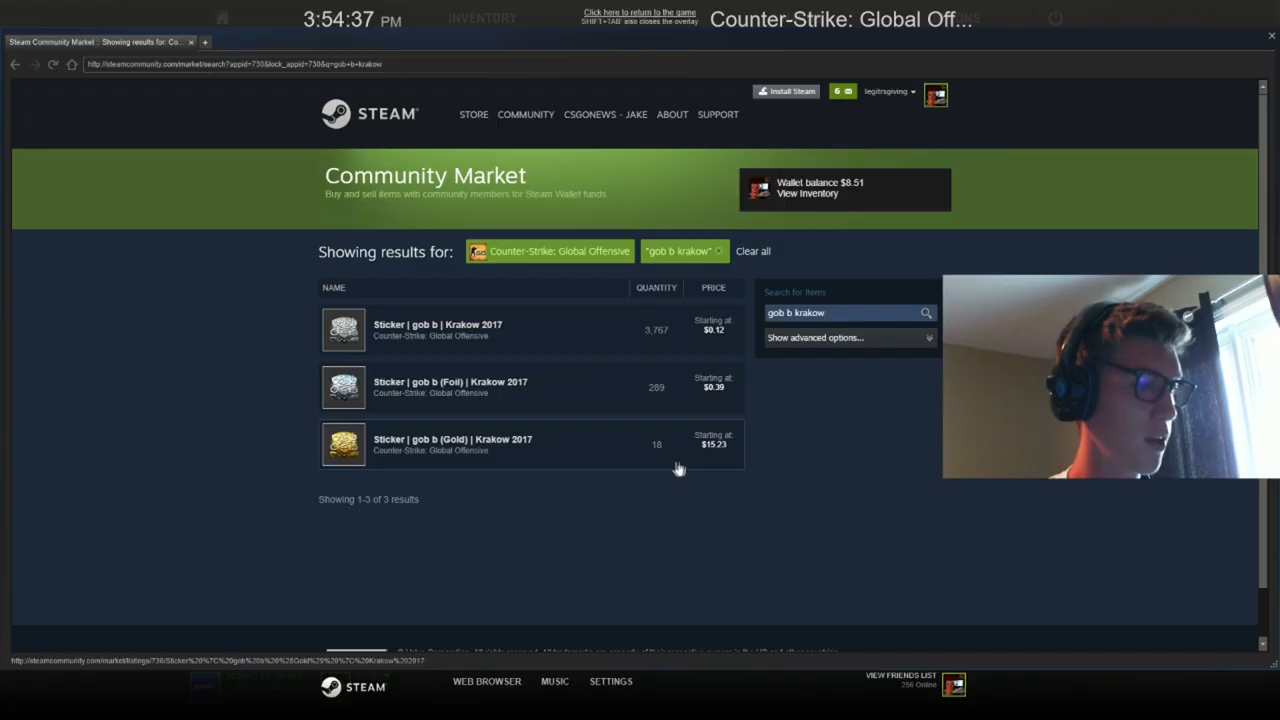 3:54:37 PM
INVENTORY
Click here to return to the game
'SHIFT+TAB' also closes the overlay
Counter-Strike: Global Off...
Steam Community Market :: Showing results for: Co...
http://steamcommunity.com/market/search?appid=730&lock_appid=730&q=gob+b+krakow
Install Steam
6
legitrsgiving
STEAM
STORE
COMMUNITY
CSGONEWS - JAKE
ABOUT
SUPPORT
Community Market
Buy and sell items with community members for Steam Wallet funds.
Wallet balance $8.51
View Inventory
Showing results for:
Counter-Strike: Global Offensive
"gob b krakow"
Clear all
NAME
QUANTITY
PRICE
Search for Items
gob b krakow
Show advanced options...
Sticker | gob b | Krakow 2017
Counter-Strike: Global Offensive
3,767
Starting at:
$0.12
Sticker | gob b (Foil) | Krakow 2017
Counter-Strike: Global Offensive
289
Starting at:
$0.39
Sticker | gob b (Gold) | Krakow 2017
Counter-Strike: Global Offensive
18
Starting at:
$15.23
Showing 1-3 of 3 results
http://steamcommunity.com/market/listings/730/Sticker%20%7C%20gob%20b%20%28Gold%29%20%7C%20Krakow%202017
STEAM
WEB BROWSER
MUSIC
SETTINGS
VIEW FRIENDS LIST
256 Online